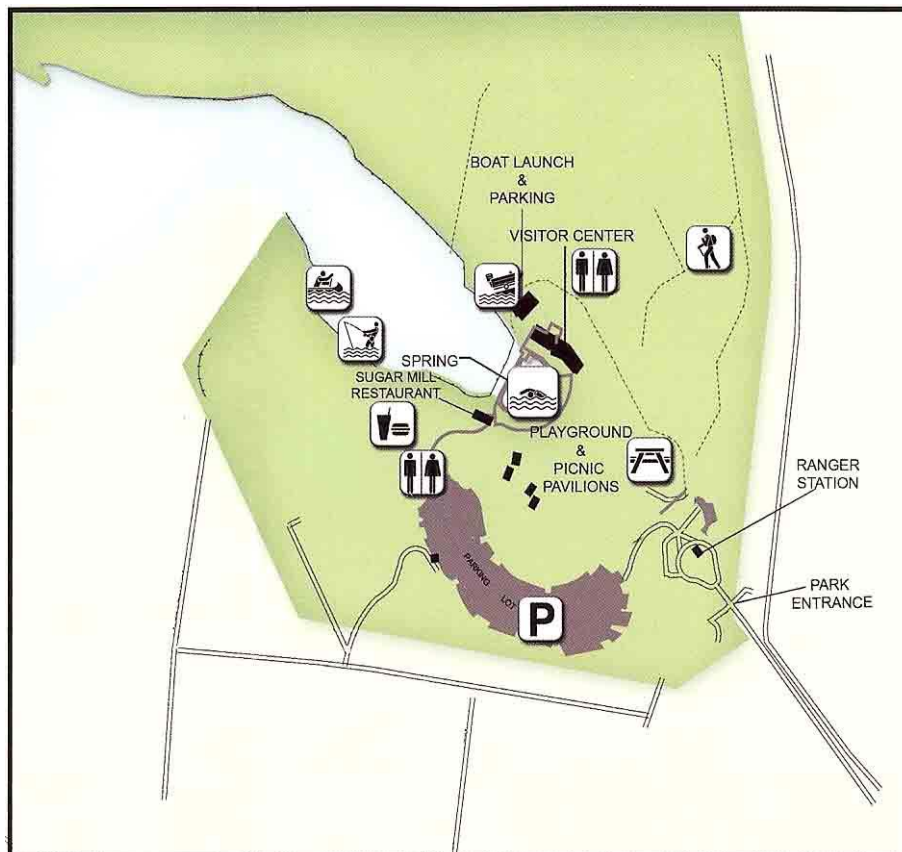 BOAT LAUNCH
&
PARKING
VISITOR CENTER
SPRING
SUGAR MILL
RESTAURANT
PLAYGROUND
&
PICNIC
PAVILIONS
RANGER
STATION
PARK
ENTRANCE
PARKING
LOT
P